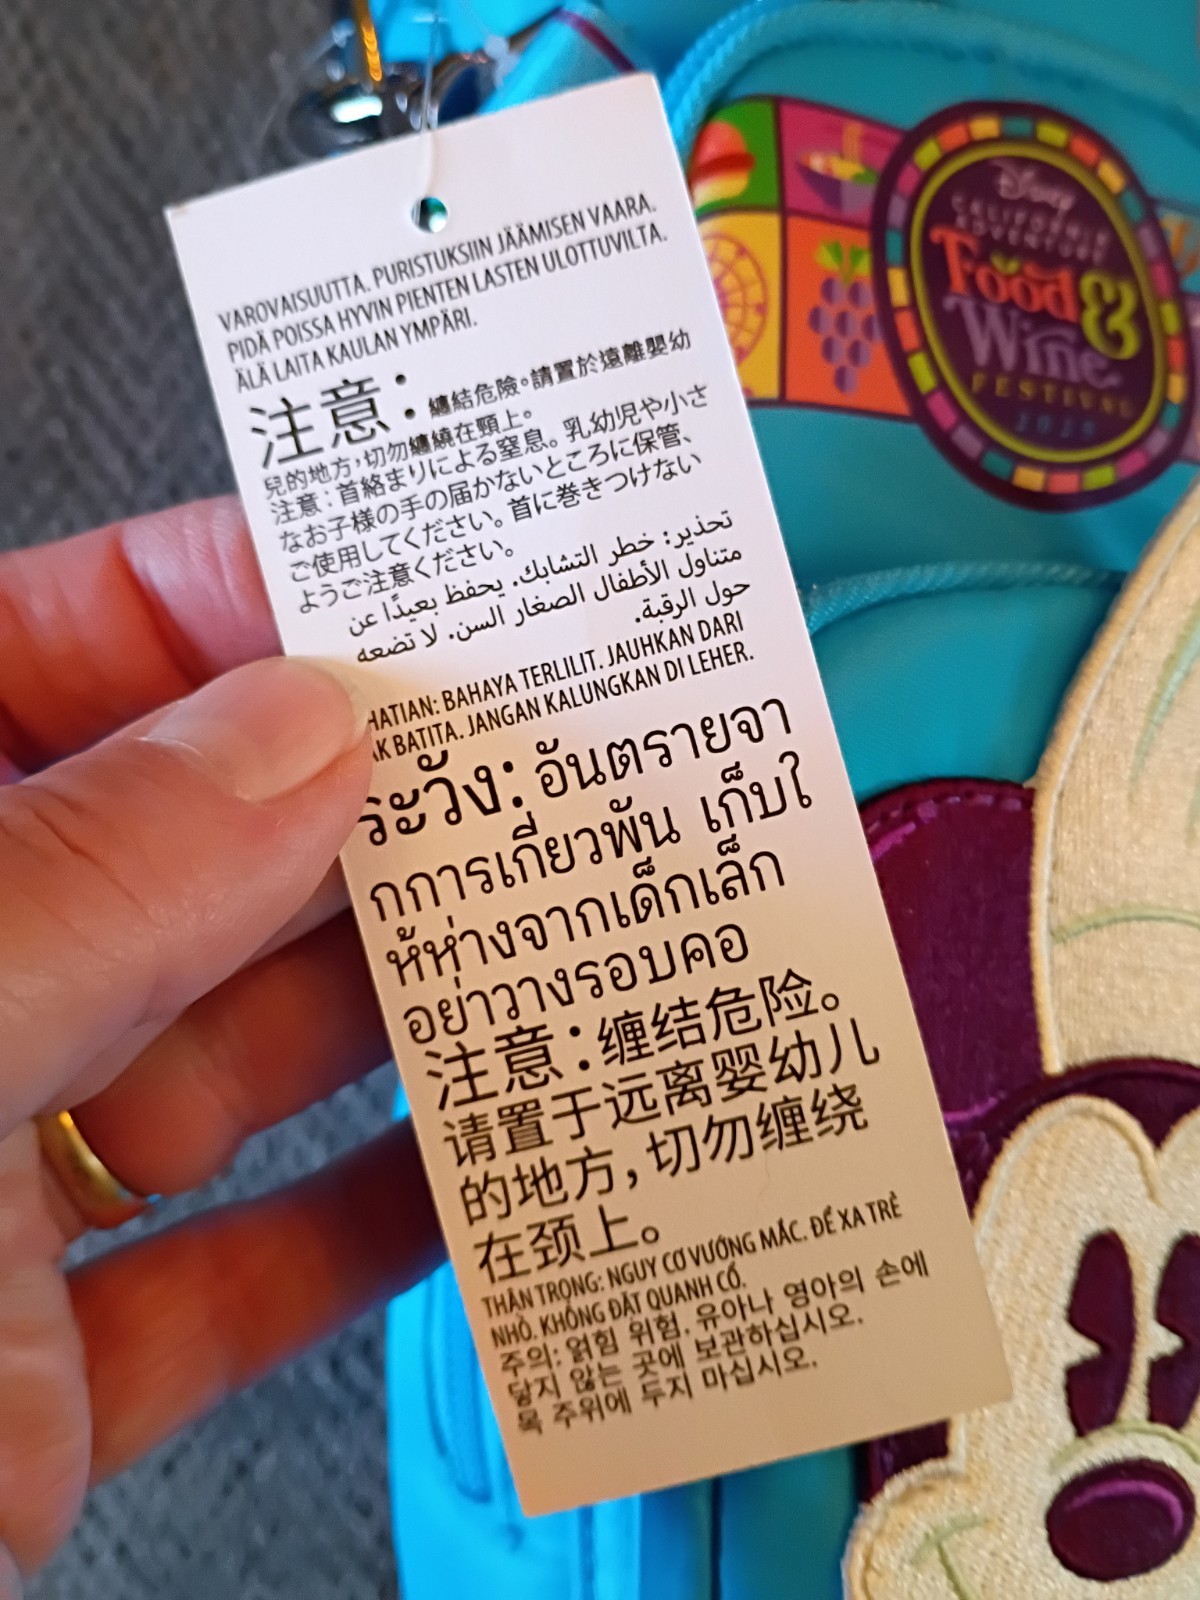 VAROVAISUUTTA. PURISTUKSIIN JÄÄMISEN VAARA.
PIDÄ POISSA HYVIN PIENTEN LASTEN ULOTTUVILTA.
ÄLÄ LAITA KAULAN YMPÄRI.
注意：纏結危險。請置於遠離嬰幼
兒的地方，切勿纏繞在頸上。
注意：首絡まりによる窒息。乳幼児や小さ
なお子様の手の届かないところに保管、
ご使用してください。首に巻きつけない
ようご注意ください。
تحذير: خطر التشابك. يحفظ بعيدًا عن
متناول الأطفال الصغار السن. لا تضعه
حول الرقبة.
HATIAN: BAHAYA TERLILIT. JAUHKAN DARI
AK BATITA. JANGAN KALUNGKAN DI LEHER.
ระวัง: อันตรายจา
กการเกี่ยวพัน เก็บใ
ห้ห่างจากเด็กเล็ก
อย่าวางรอบคอ
注意：缠结危险。
请置于远离婴幼儿
的地方，切勿缠绕
在颈上。
THẬN TRỌNG: NGUY CƠ VƯỚNG MẮC. ĐỂ XA TRẺ
NHỎ. KHÔNG ĐẶT QUANH CỔ.
주의: 얽힘 위험. 유아나 영아의 손에
닿지 않는 곳에 보관하십시오.
목 주위에 두지 마십시오.
Disney
CALIFORNIA
ADVENTURE
Food &
Wine
FESTIVAL